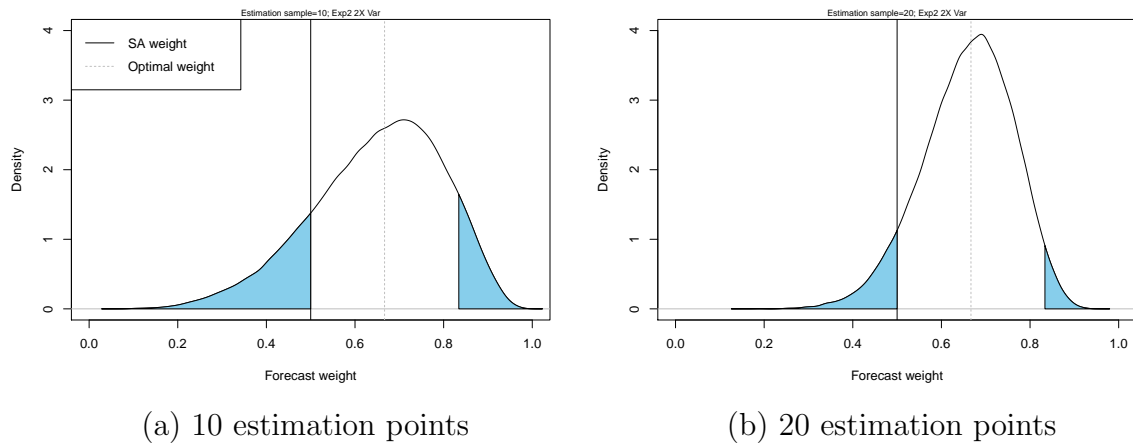 Estimation sample=10; Exp2 2X Var
SA weight
Optimal weight
Density
0 1 2 3 4
0.0 0.2 0.4 0.6 0.8 1.0
Forecast weight
(a) 10 estimation points
Estimation sample=20; Exp2 2X Var
Density
0 1 2 3 4
0.0 0.2 0.4 0.6 0.8 1.0
Forecast weight
(b) 20 estimation points